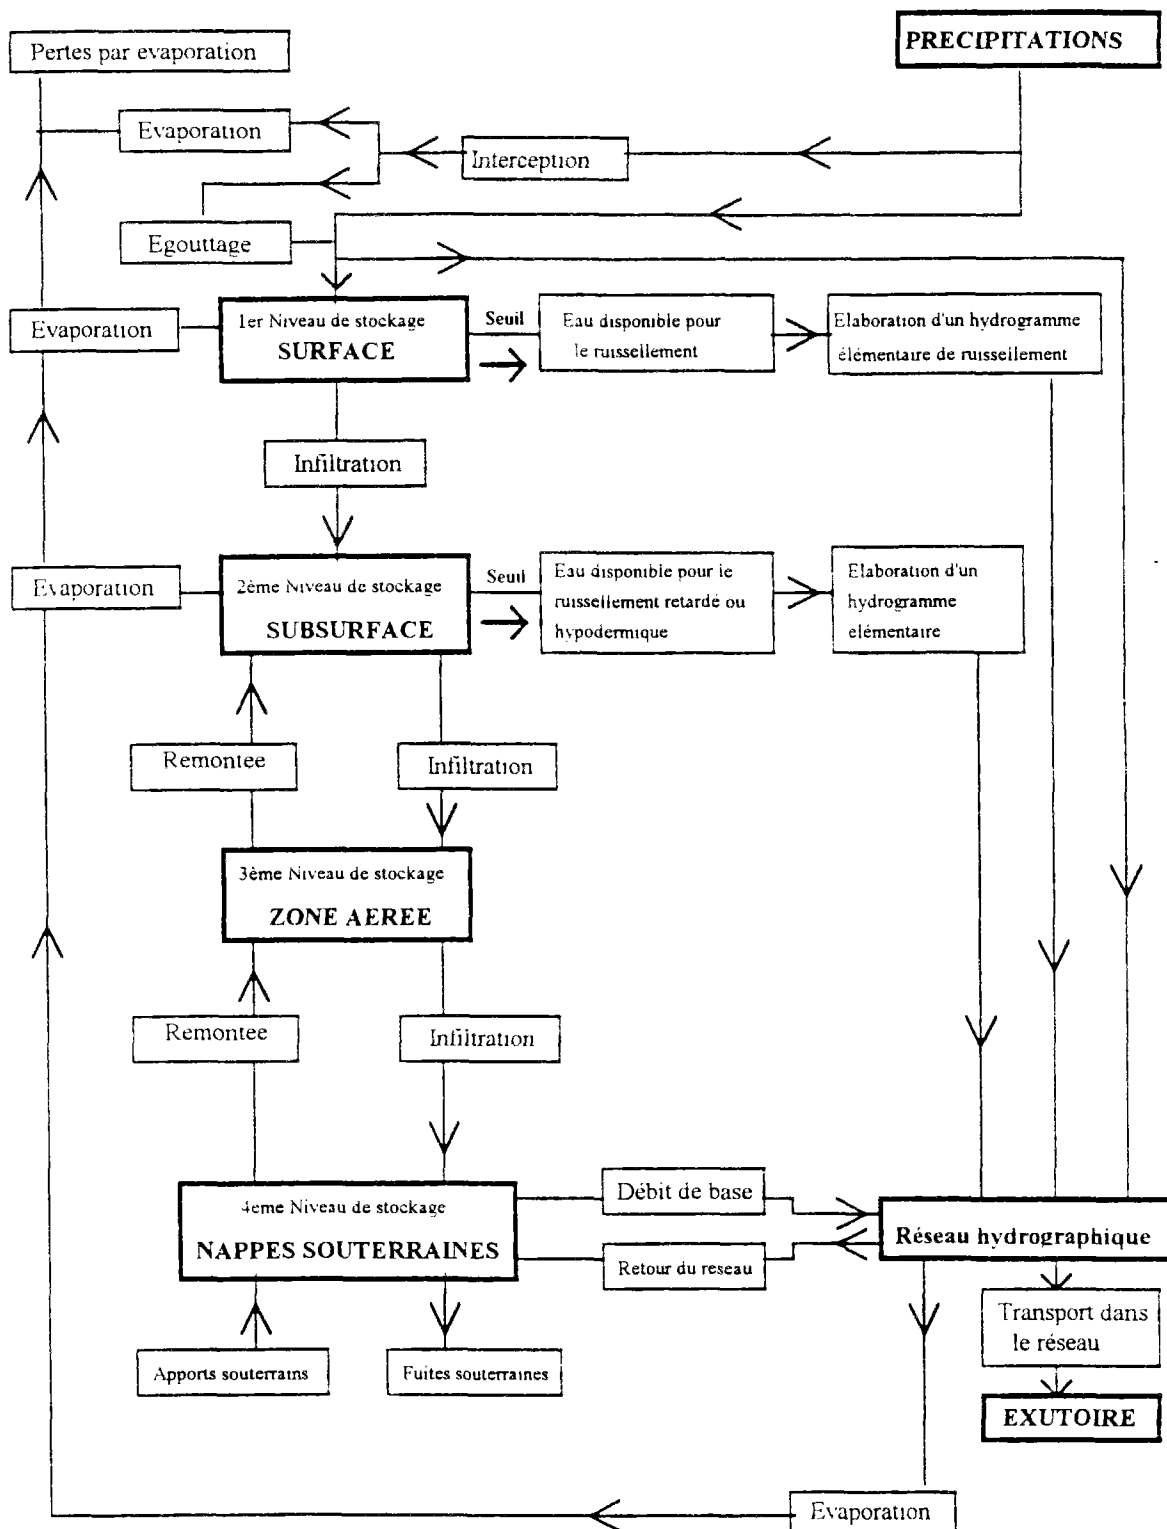 PRECIPITATIONS
Pertes par evaporation
Evaporation
Interception
Egouttage
Evaporation
1er Niveau de stockage
SURFACE
Seuil
Eau disponible pour
le ruissellement
Elaboration d'un hydrogramme
élémentaire de ruissellement
Infiltration
Evaporation
2ème Niveau de stockage
SUBSURFACE
Seuil
Eau disponible pour le
ruissellement retardé ou
hypodermique
Elaboration d'un
hydrogramme
elémentaire
Remontee
Infiltration
3ème Niveau de stockage
ZONE AEREE
Remontee
Infiltration
4eme Niveau de stockage
NAPPES SOUTERRAINES
Débit de base
Retour du reseau
Réseau hydrographique
Transport dans
le réseau
Apports souterrains
Fuites souterraines
EXUTOIRE
Evaporation